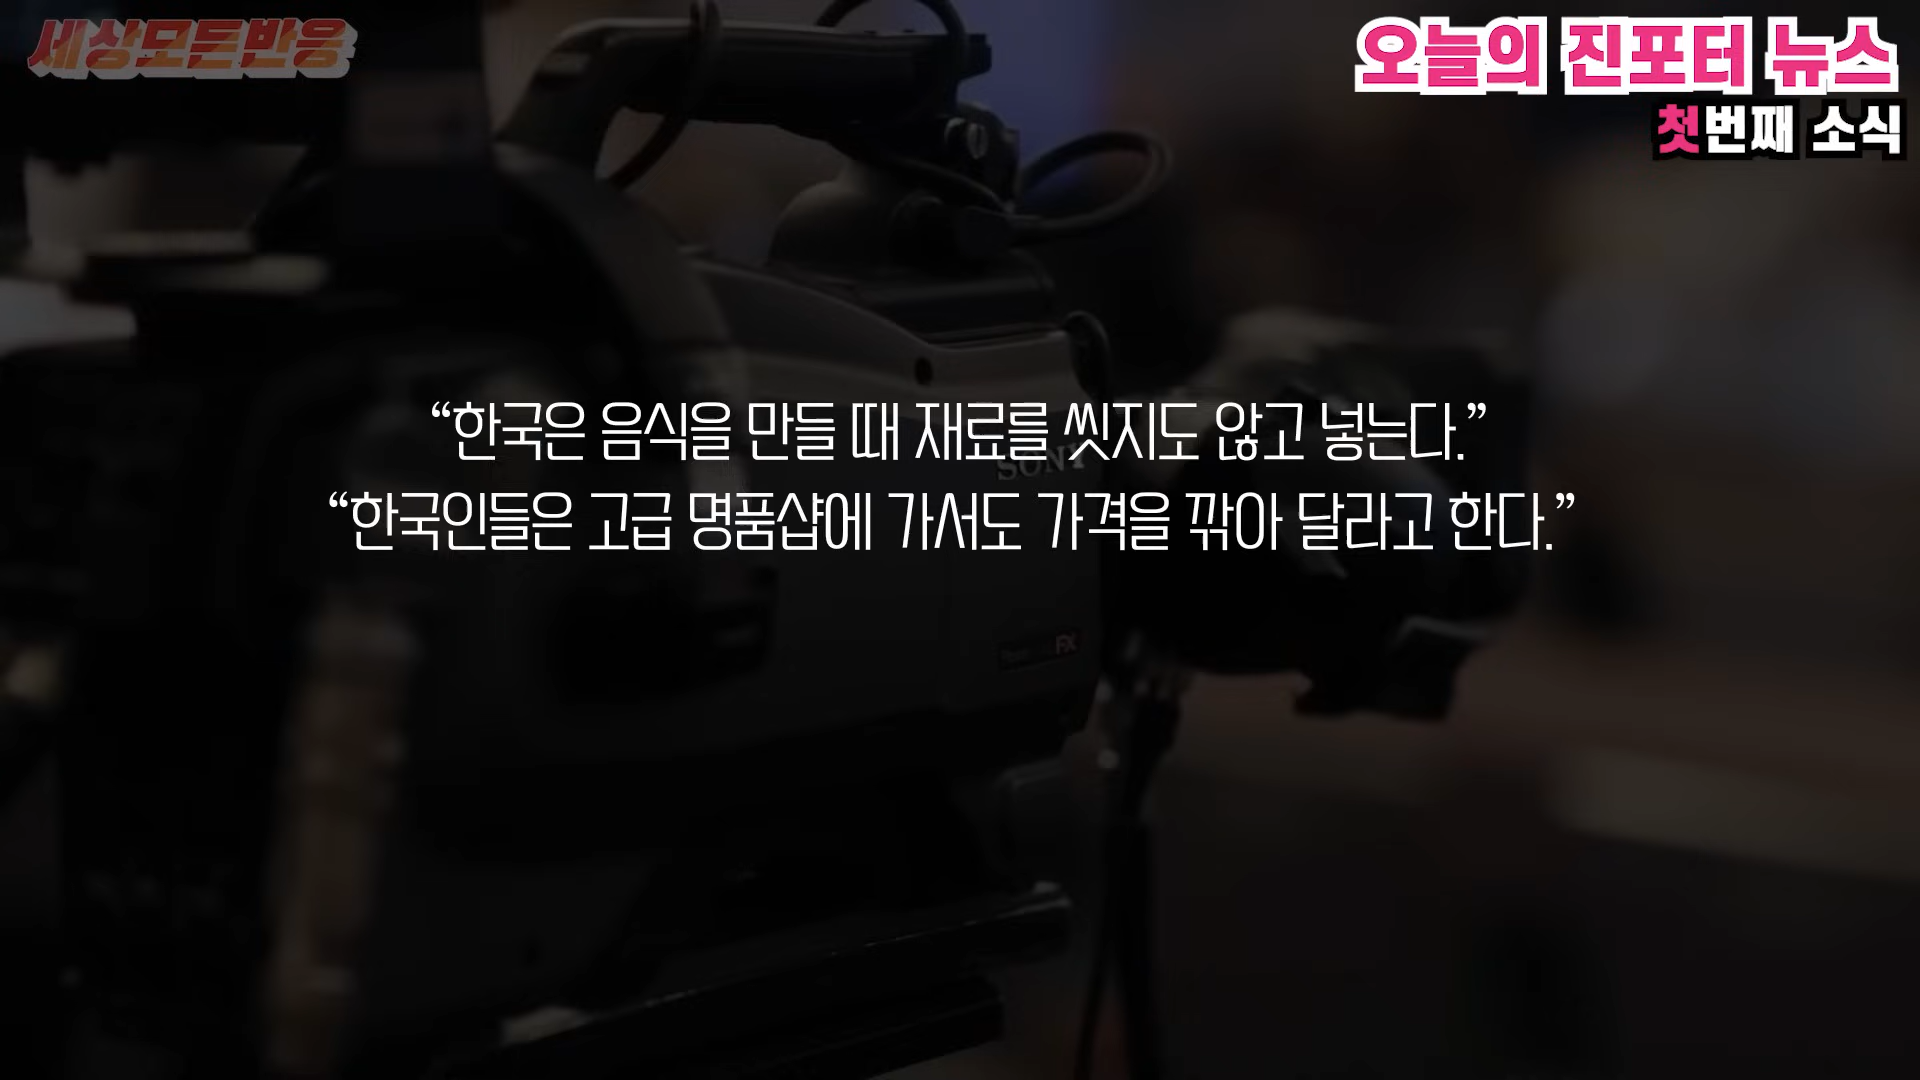 세상모든반응
오늘의 진포터 뉴스
첫번째 소식
“한국은 음식을 만들 때 재료를 씻지도 않고 넣는다.”
SONY
“한국인들은 고급 명품샵에 가서도 가격을 깎아 달라고 한다.”
FX